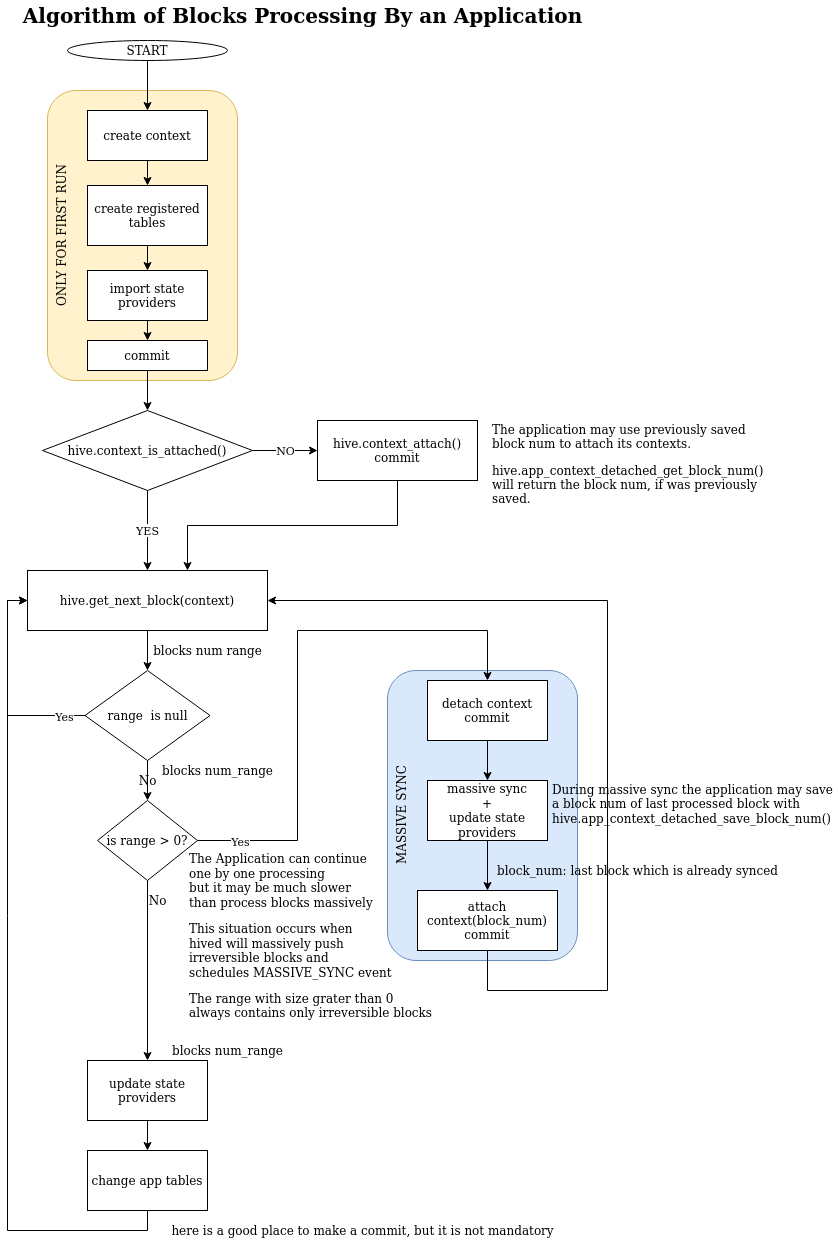 Algorithm of Blocks Processing By an Application
START
ONLY FOR FIRST RUN
create context
create registered
tables
import state
providers
commit
hive.context_is_attached()
NO
hive.context_attach()
commit
The application may use previously saved
block num to attach its contexts.
hive.app_context_detached_get_block_num()
will return the block num, if was previously
saved.
YES
hive.get_next_block(context)
blocks num range
range  is null
Yes
blocks num_range
No
is range > 0?
Yes
The Application can continue
one by one processing
but it may be much slower
than process blocks massively
This situation occurs when
hived will massively push
irreversible blocks and
schedules MASSIVE_SYNC event
The range with size grater than 0
always contains only irreversible blocks
No
MASSIVE SYNC
detach context
commit
massive sync
+
update state
providers
During massive sync the application may save
a block num of last processed block with
hive.app_context_detached_save_block_num()
block_num: last block which is already synced
attach
context(block_num)
commit
blocks num_range
update state
providers
change app tables
here is a good place to make a commit, but it is not mandatory